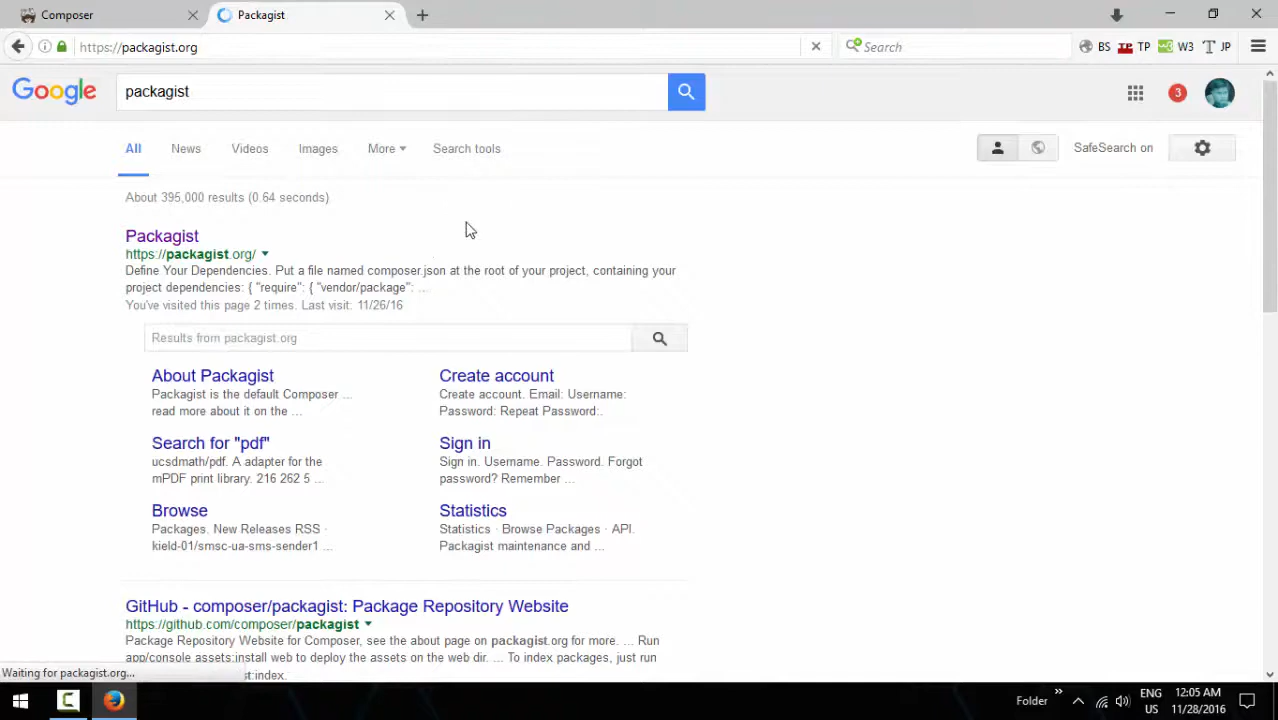 Composer
Packagist
https://packagist.org
Search
BS
TP
TP
W3
T
JP
Google
packagist
3
All
News
Videos
Images
More
Search tools
SafeSearch on
About 395,000 results (0.64 seconds)
Packagist
https://packagist.org/
Define Your Dependencies. Put a file named composer.json at the root of your project, containing your
project dependencies: { "require": { "vendor/package": ...
You've visited this page 2 times. Last visit: 11/26/16
Results from packagist.org
About Packagist
Packagist is the default Composer ...
read more about it on the ...
Create account
Create account. Email: Username:
Password: Repeat Password:.
Search for "pdf"
ucsdmath/pdf. A adapter for the
mPDF print library. 216 262 5 ...
Sign in
Sign in. Username. Password. Forgot
password? Remember ...
Browse
Packages. New Releases RSS ·
kield-01/smsc-ua-sms-sender1 ...
Statistics
Statistics · Browse Packages · API.
Packagist maintenance and ...
GitHub - composer/packagist: Package Repository Website
https://github.com/composer/packagist
Package Repository Website for Composer, see the about page on packagist.org for more. ... Run
app/console assets:install web to deploy the assets on the web dir. ... To index packages, just run
st:index.
Waiting for packagist.org...
Folder
ENG
US
12:05 AM
11/28/2016